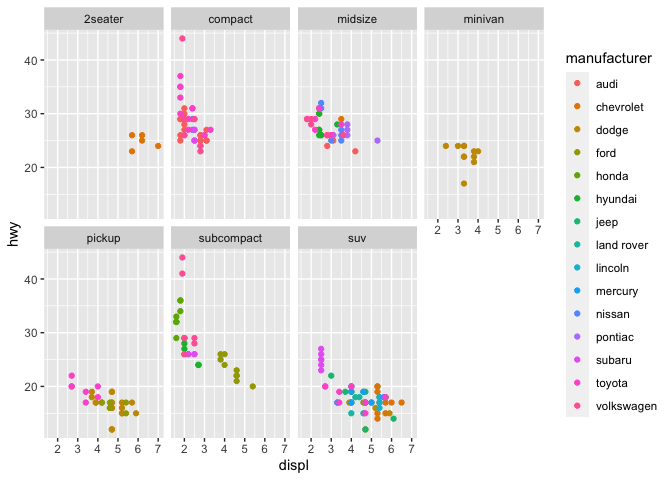 2seater compact midsize minivan
40
30
20
2 3 4 5 6 7
pickup subcompact suv
40
30
20
2 3 4 5 6 7 2 3 4 5 6 7 2 3 4 5 6 7
hwy
displ
manufacturer
audi
chevrolet
dodge
ford
honda
hyundai
jeep
land rover
lincoln
mercury
nissan
pontiac
subaru
toyota
volkswagen